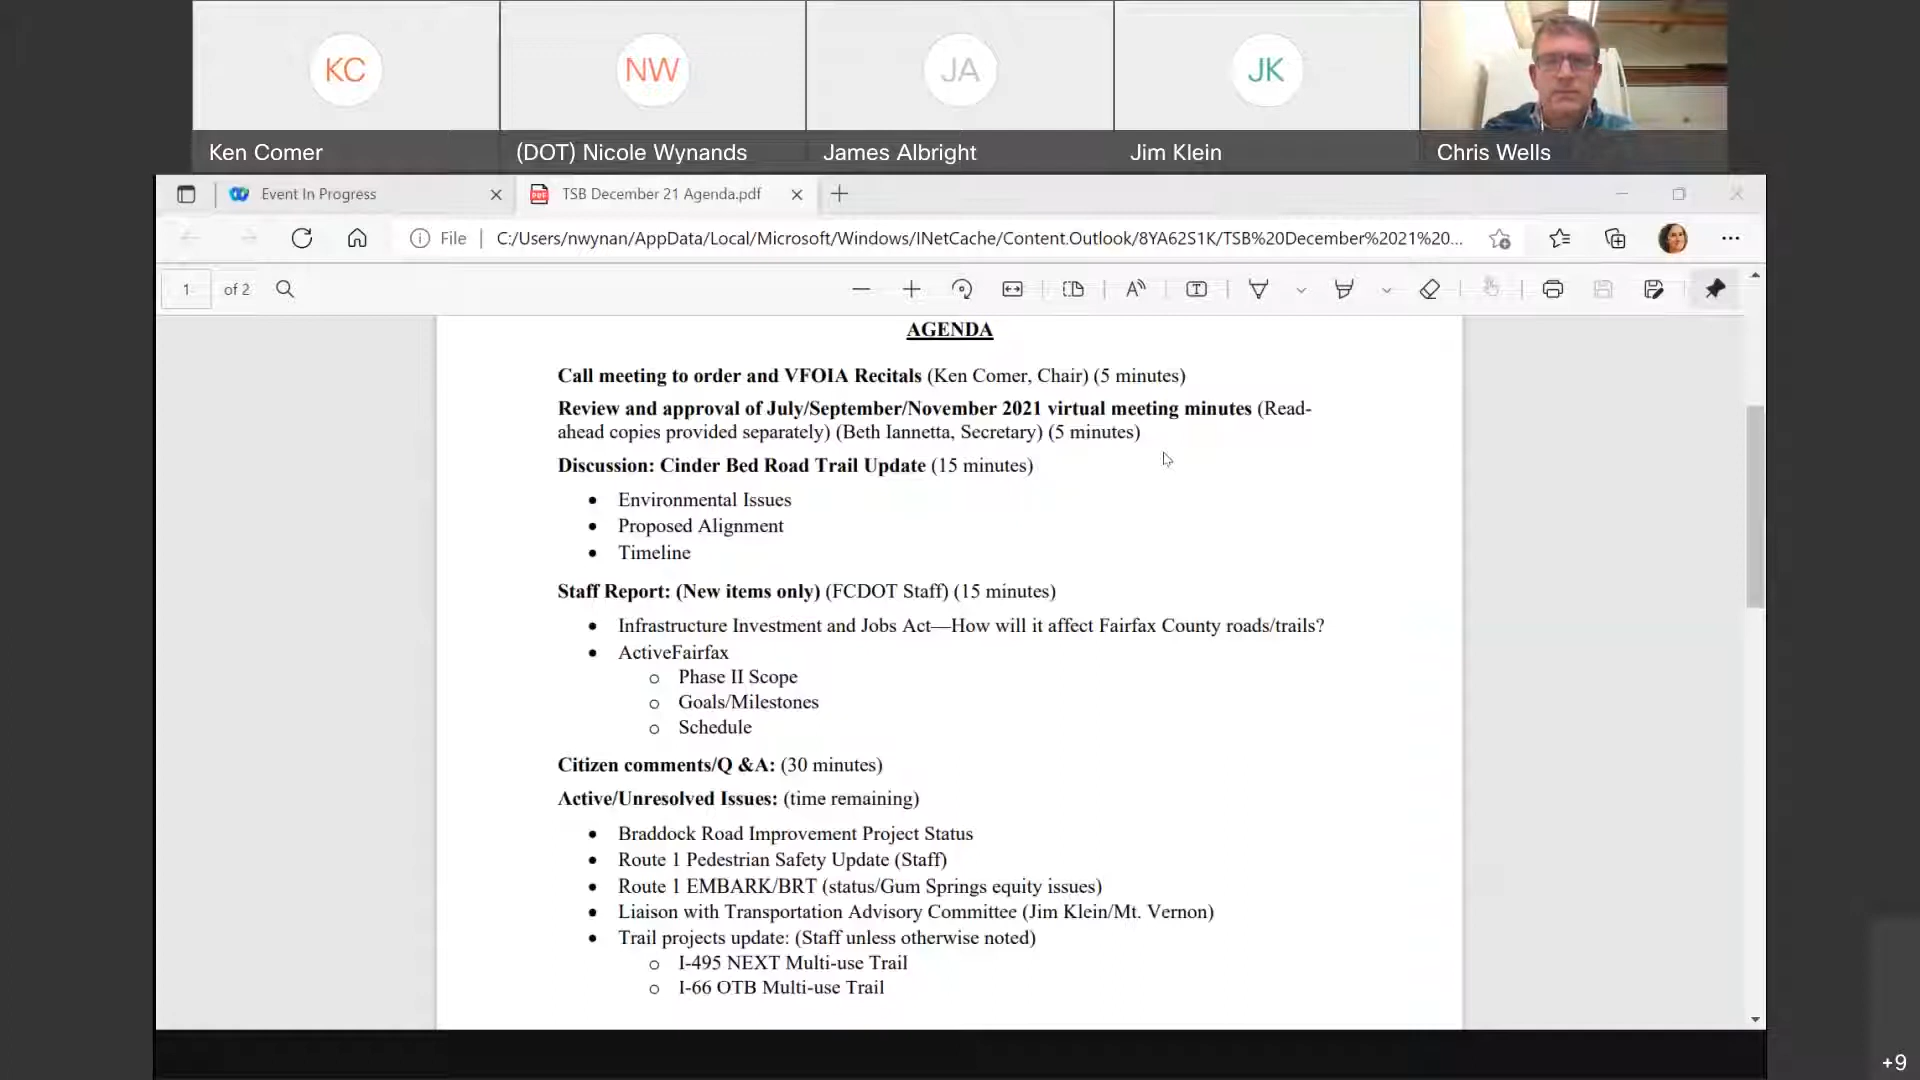 KC
NW
JA
JK
Ken Comer
(DOT) Nicole Wynands
James Albright
Jim Klein
Chris Wells
Event In Progress
TSB December 21 Agenda.pdf
File
C:/Users/nwynan/AppData/Local/Microsoft/Windows/INetCache/Content.Outlook/8YA62S1K/TSB%20December%2021%20...
1 of 2
AGENDA
Call meeting to order and VFOIA Recitals (Ken Comer, Chair) (5 minutes)
Review and approval of July/September/November 2021 virtual meeting minutes (Read-
ahead copies provided separately) (Beth Iannetta, Secretary) (5 minutes)
Discussion: Cinder Bed Road Trail Update (15 minutes)
• Environmental Issues
• Proposed Alignment
• Timeline
Staff Report: (New items only) (FCDOT Staff) (15 minutes)
• Infrastructure Investment and Jobs Act—How will it affect Fairfax County roads/trails?
• ActiveFairfax
o Phase II Scope
o Goals/Milestones
o Schedule
Citizen comments/Q &A: (30 minutes)
Active/Unresolved Issues: (time remaining)
• Braddock Road Improvement Project Status
• Route 1 Pedestrian Safety Update (Staff)
• Route 1 EMBARK/BRT (status/Gum Springs equity issues)
• Liaison with Transportation Advisory Committee (Jim Klein/Mt. Vernon)
• Trail projects update: (Staff unless otherwise noted)
o I-495 NEXT Multi-use Trail
o I-66 OTB Multi-use Trail
+9